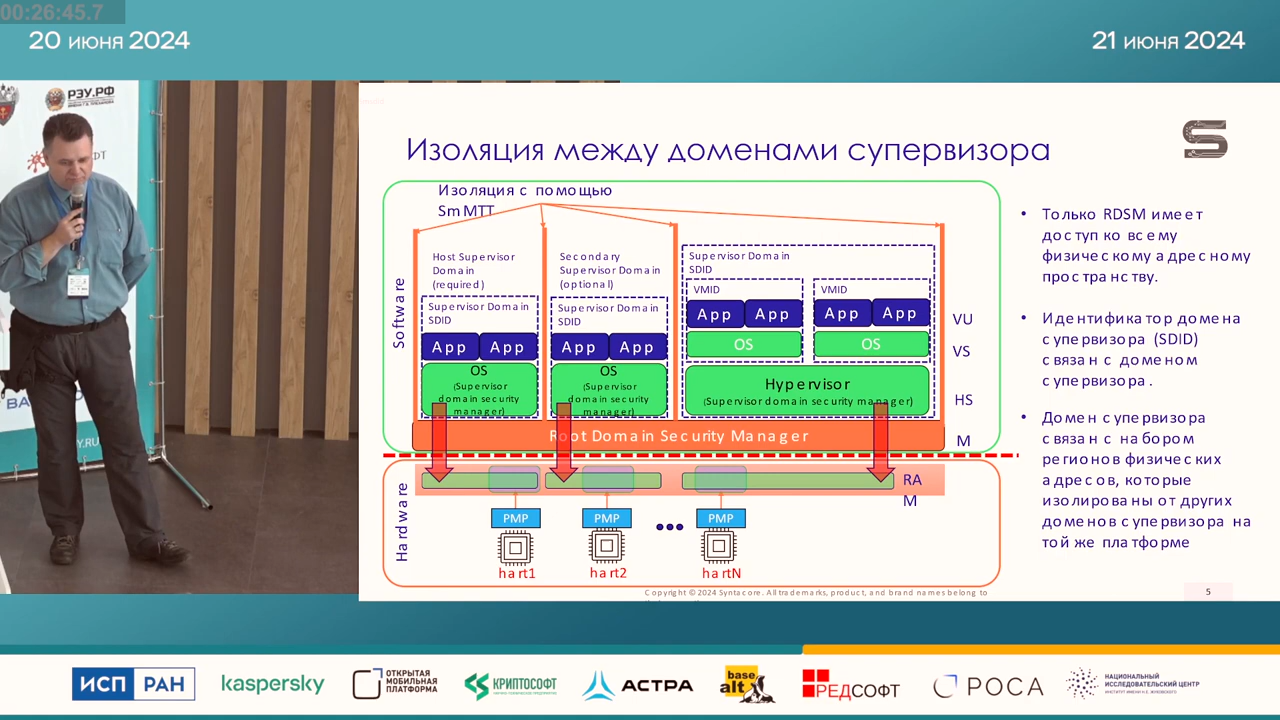 00:26:45.7
20 июня 2024
21 июня 2024
РЭУ.РФ
Изоляция между доменами супервизора
Изоляция с помощью
SmMTT
Software
Host Supervisor
Domain
(required)
Secondary
Supervisor Domain
(optional)
Supervisor Domain
SDID
VMID
VMID
App
App
App
App
VU
OS
OS
VS
Supervisor Domain
SDID
Supervisor Domain
SDID
App
App
App
App
OS
(Supervisor
domain security
manager)
OS
(Supervisor
domain security
manager)
Hypervisor
(Supervisor domain security manager)
HS
Root Domain Security Manager
M
Hardware
RA
M
PMP
PMP
PMP
hart1
hart2
hartN
• Только RDSM имеет
доступ ко всему
физическому адресному
пространству.
• Идентификатор домена
супервизора (SDID)
связан с доменом
супервизора.
• Домен супервизора
связан с набором
регионов физических
адресов, которые
изолированы от других
доменов супервизора на
той же платформе
Copyright © 2024 Syntacore. All trademarks, product, and brand names belong to
5
ИСП РАН
kaspersky
ОТКРЫТАЯ
МОБИЛЬНАЯ
ПЛАТФОРМА
КРИПТОСОФТ
АСТРА
base
alt
РЕДСОФТ
РОСА
НАЦИОНАЛЬНЫЙ
ИССЛЕДОВАТЕЛЬСКИЙ ЦЕНТР